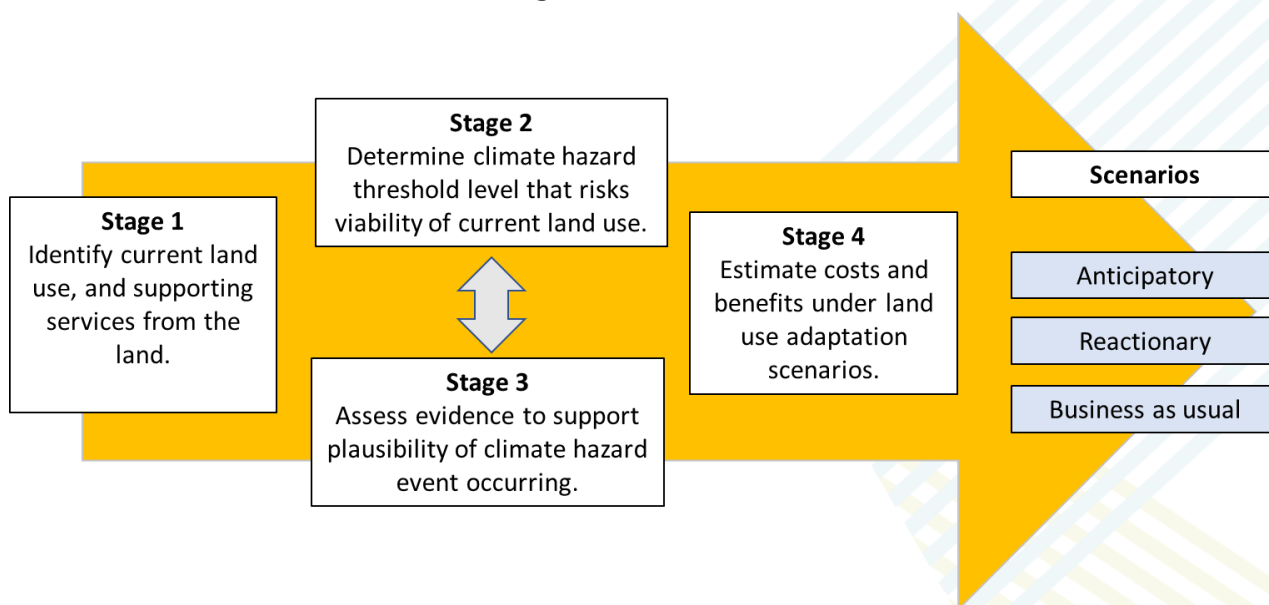 Stage 1
Identify current land
use, and supporting
services from the
land.
Stage 2
Determine climate hazard
threshold level that risks
viability of current land use.
Stage 3
Assess evidence to support
plausibility of climate hazard
event occurring.
Stage 4
Estimate costs and
benefits under land
use adaptation
scenarios.
Scenarios
Anticipatory
Reactionary
Business as usual